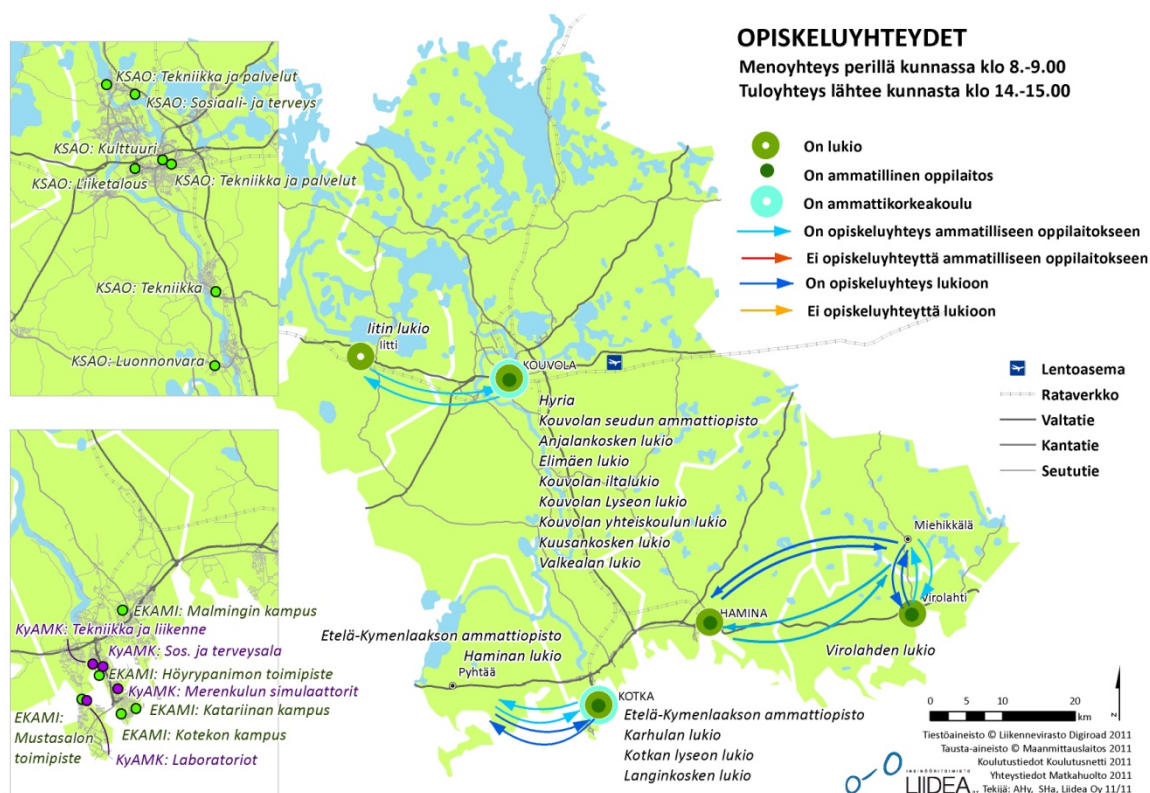 OPISKELUYHTEYDET
Menoyhteys perillä kunnassa klo 8.-9.00
Tuloyhteys lähtee kunnasta klo 14.-15.00
On lukio
On ammatillinen oppilaitos
On ammattikorkeakoulu
On opiskeluyhteys ammatilliseen oppilaitokseen
Ei opiskeluyhteyttä ammatilliseen oppilaitokseen
On opiskeluyhteys lukioon
Ei opiskeluyhteyttä lukioon
Lentoasema
Rataverkko
Valtatie
Kantatie
Seututie
KSAO: Tekniikka ja palvelut
KSAO: Sosiaali- ja terveys
KSAO: Kulttuuri
KSAO: Liiketalous
KSAO: Tekniikka ja palvelut
KSAO: Tekniikka
KSAO: Luonnonvara
Iitin lukio
Iitti
KOUVOLA
Hyria
Kouvolan seudun ammattiopisto
Anjalankosken lukio
Elimäen lukio
Kouvolan iltalukio
Kouvolan Lyseon lukio
Kouvolan yhteiskoulun lukio
Kuusankosken lukio
Valkealan lukio
Miehikkälä
HAMINA
Virolahti
Virolahden lukio
Etelä-Kymenlaakson ammattiopisto
Haminan lukio
Pyhtää
KOTKA
Etelä-Kymenlaakson ammattiopisto
Karhulan lukio
Kotkan lyseon lukio
Langinkosken lukio
EKAMI: Malmingin kampus
KyAMK: Tekniikka ja liikenne
KyAMK: Sos. ja terveysala
EKAMI: Höyrypanimon toimipiste
KyAMK: Merenkulun simulaattorit
EKAMI: Katariinan kampus
EKAMI:
Mustasalon
toimipiste
EKAMI: Kotekon kampus
KyAMK: Laboratoriot
0 5 10 20
km
N
Tiestöaineisto © Liikennevirasto Digiroad 2011
Tausta-aineisto © Maanmittauslaitos 2011
Koulutustiedot Koulutusnetti 2011
Yhteystiedot Matkahuolto 2011
Tekijä: AHy, SHa, Liidea Oy 11/11
INSINÖÖRITOIMISTO
LIIDEA